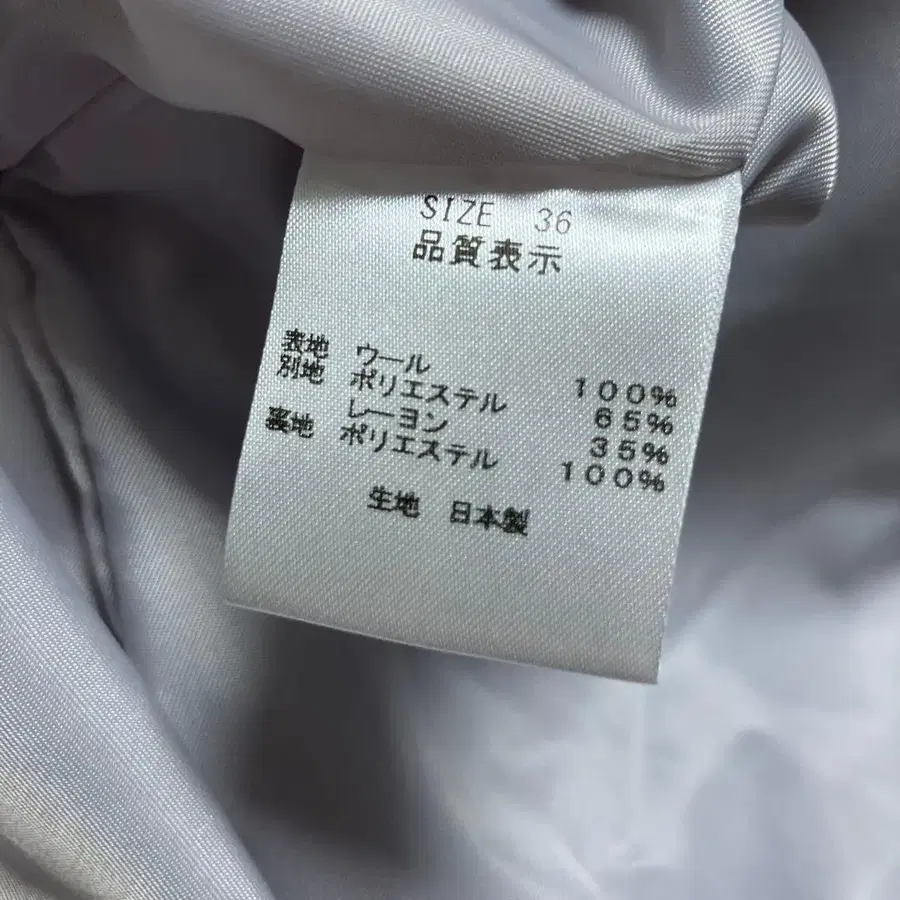 SIZE 36
品質表示
表地 ウール 100%
別地 ポリエステル 65%
レーヨン 35%
裏地 ポリエステル 100%
生地 日本製